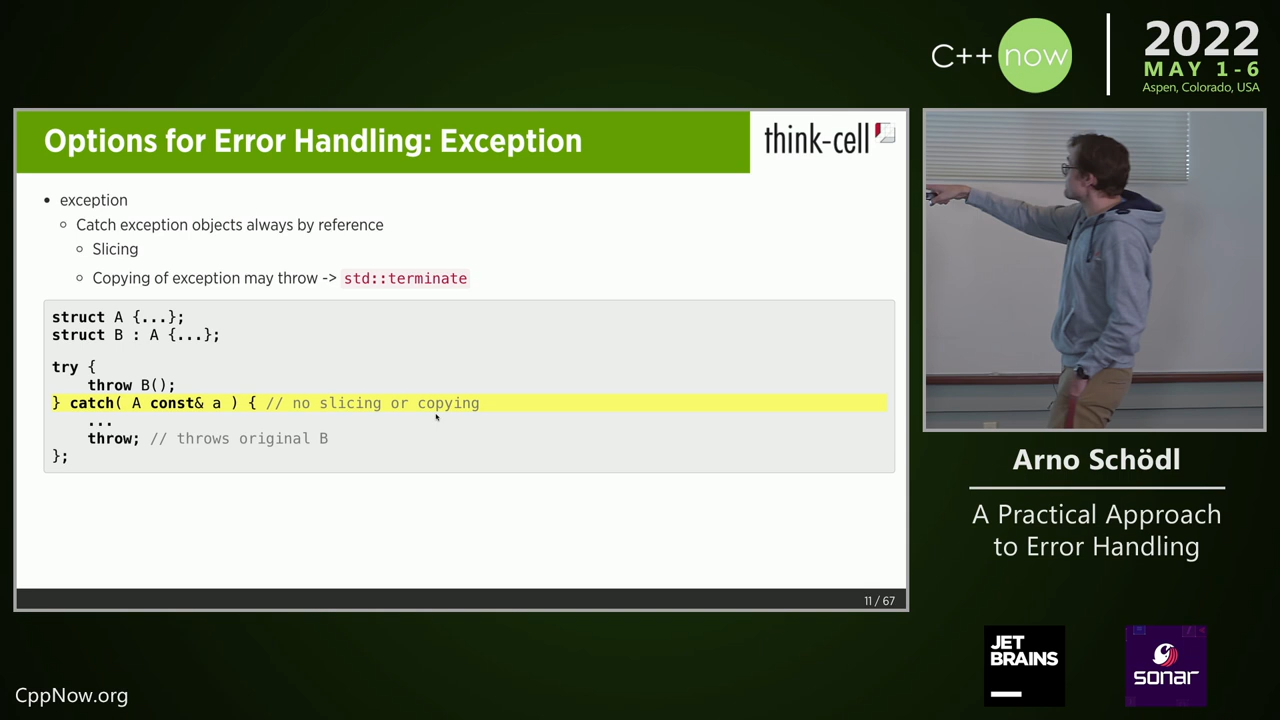 C++ now
2022
MAY 1-6
Aspen, Colorado, USA
Options for Error Handling: Exception
think-cell
• exception
Catch exception objects always by reference
Slicing
Copying of exception may throw -> std::terminate
struct A {...};
struct B : A {...};
try {
throw B();
} catch( A const& a ) { // no slicing or copying
...
throw; // throws original B
};
11 / 67
Arno Schödl
A Practical Approach
to Error Handling
JET
BRAINS
sonar
CppNow.org